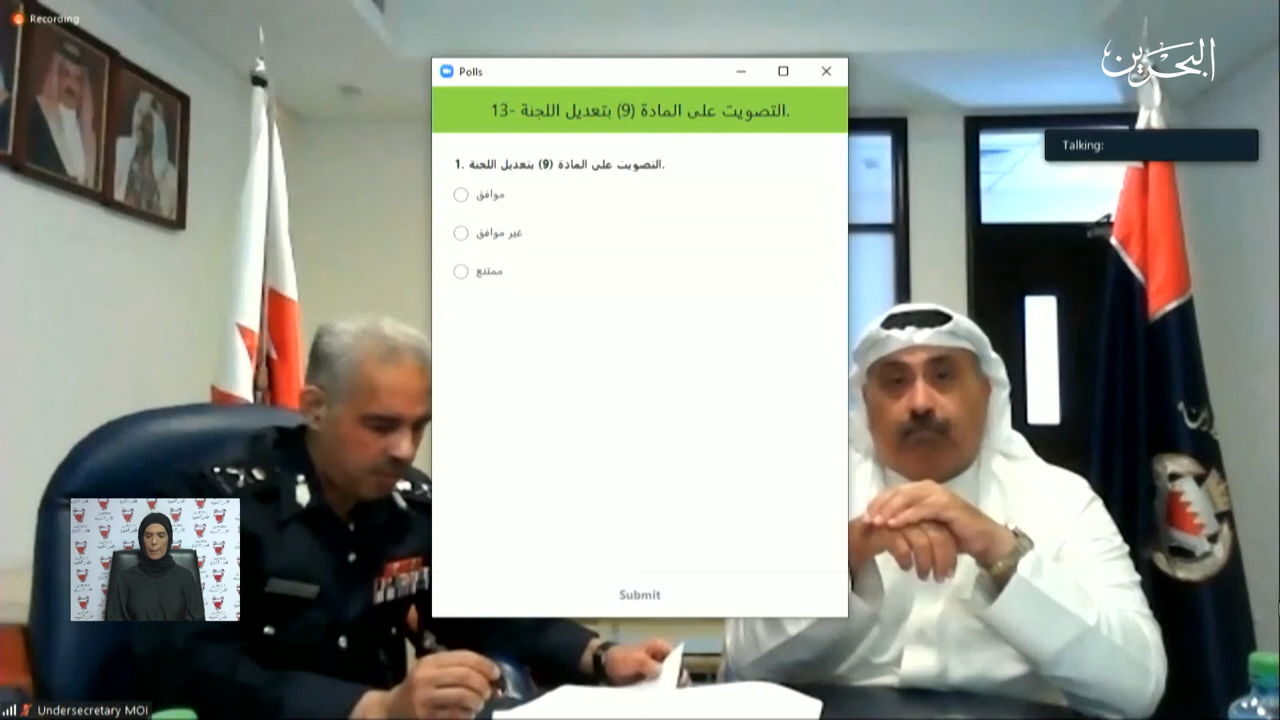 Recording
البحرين
Polls
13- التصويت على المادة (9) بتعديل اللجنة.
Talking:
1. التصويت على المادة (9) بتعديل اللجنة.
موافق
غير موافق
ممتنع
Submit
Undersecretary MOI